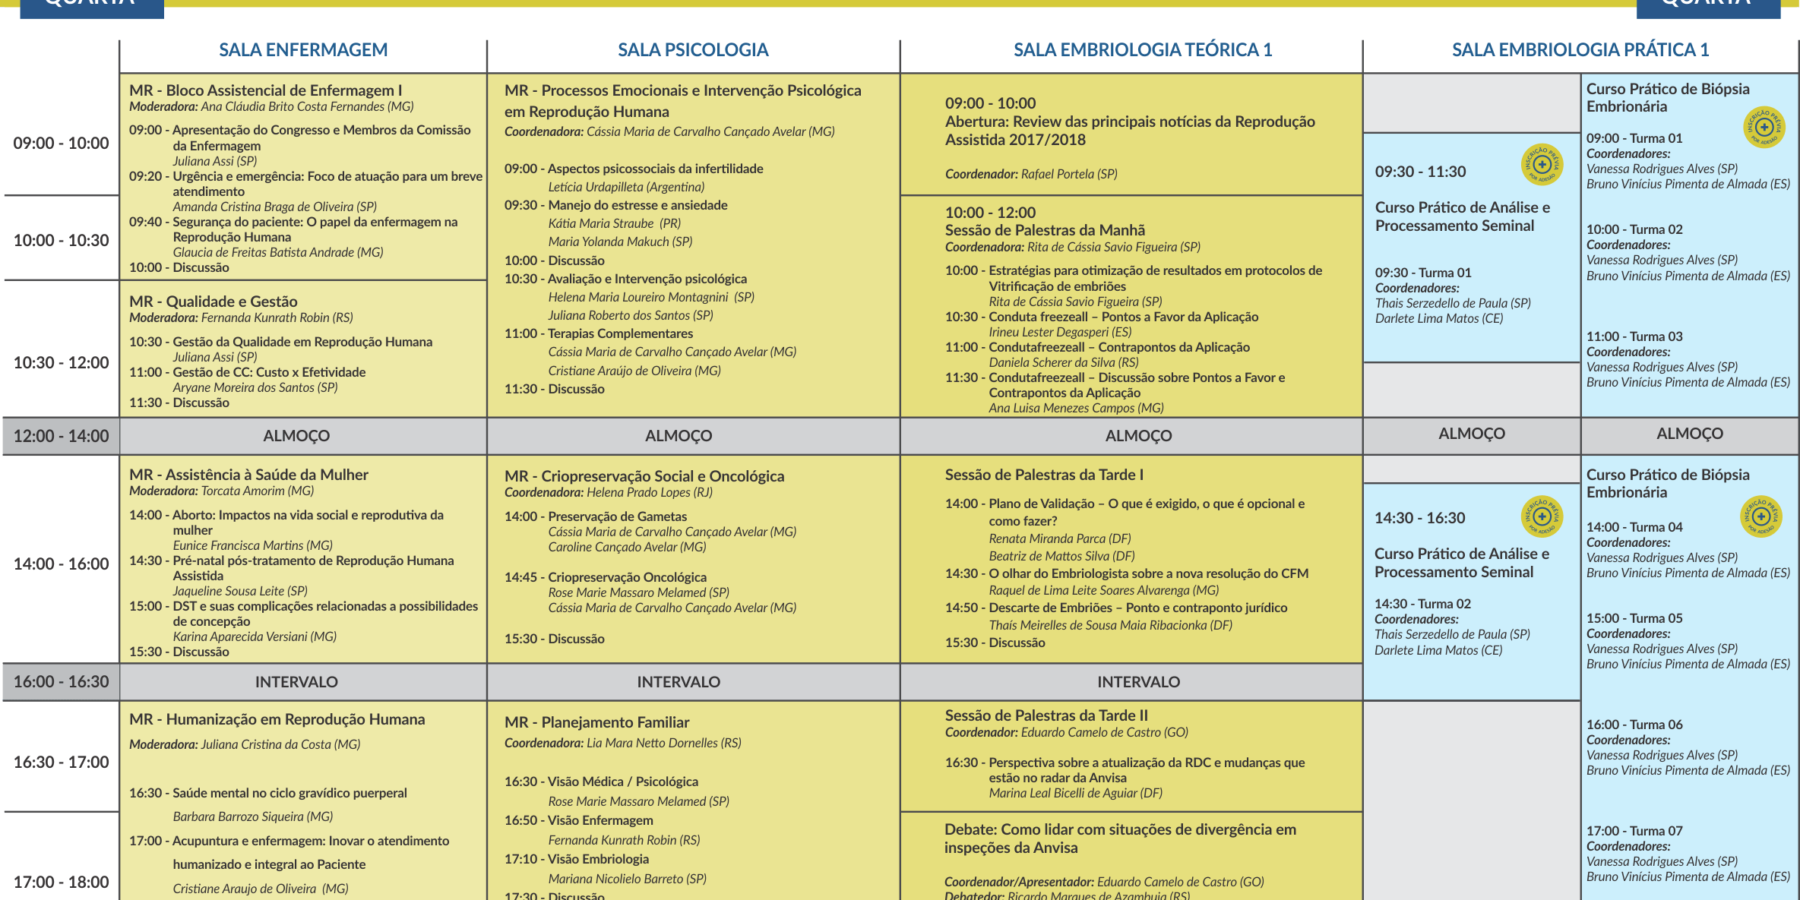 QUARTA
QUARTA
SALA ENFERMAGEM
SALA PSICOLOGIA
SALA EMBRIOLOGIA TEÓRICA 1
SALA EMBRIOLOGIA PRÁTICA 1
09:00 - 10:00
10:00 - 10:30
10:30 - 12:00
MR - Bloco Assistencial de Enfermagem I
Moderadora: Ana Cláudia Brito Costa Fernandes (MG)
09:00 - Apresentação do Congresso e Membros da Comissão
da Enfermagem
Juliana Assi (SP)
09:20 - Urgência e emergência: Foco de atuação para um breve
atendimento
Amanda Cristina Braga de Oliveira (SP)
09:40 - Segurança do paciente: O papel da enfermagem na
Reprodução Humana
Glaucia de Freitas Batista Andrade (MG)
10:00 - Discussão
MR - Qualidade e Gestão
Moderadora: Fernanda Kunrath Robin (RS)
10:30 - Gestão da Qualidade em Reprodução Humana
Juliana Assi (SP)
11:00 - Gestão de CC: Custo x Efetividade
Aryane Moreira dos Santos (SP)
11:30 - Discussão
MR - Processos Emocionais e Intervenção Psicológica
em Reprodução Humana
Coordenadora: Cássia Maria de Carvalho Cançado Avelar (MG)
09:00 - Aspectos psicossociais da infertilidade
Letícia Urdapilleta (Argentina)
09:30 - Manejo do estresse e ansiedade
Kátia Maria Straube (PR)
Maria Yolanda Makuch (SP)
10:00 - Discussão
10:30 - Avaliação e Intervenção psicológica
Helena Maria Loureiro Montagnini (SP)
Juliana Roberto dos Santos (SP)
11:00 - Terapias Complementares
Cássia Maria de Carvalho Cançado Avelar (MG)
Cristiane Araújo de Oliveira (MG)
11:30 - Discussão
09:00 - 10:00
Abertura: Review das principais notícias da Reprodução
Assistida 2017/2018
Coordenador: Rafael Portela (SP)
10:00 - 12:00
Sessão de Palestras da Manhã
Coordenadora: Rita de Cássia Savio Figueira (SP)
10:00 - Estratégias para otimização de resultados em protocolos de
Vitrificação de embriões
Rita de Cássia Savio Figueira (SP)
10:30 - Conduta freezeall – Pontos a Favor da Aplicação
Irineu Lester Degasperi (ES)
11:00 - Condutafreezeall – Contrapontos da Aplicação
Daniela Scherer da Silva (RS)
11:30 - Condutafreezeall – Discussão sobre Pontos a Favor e
Contrapontos da Aplicação
Ana Luisa Menezes Campos (MG)
INSCRIÇÃO PRÉVIA
POR ADESÃO
09:30 - 11:30
Curso Prático de Análise e
Processamento Seminal
09:30 - Turma 01
Coordenadores:
Thais Serzedello de Paula (SP)
Darlete Lima Matos (CE)
Curso Prático de Biópsia
Embrionária
INSCRIÇÃO PRÉVIA
POR ADESÃO
09:00 - Turma 01
Coordenadores:
Vanessa Rodrigues Alves (SP)
Bruno Vinícius Pimenta de Almada (ES)
10:00 - Turma 02
Coordenadores:
Vanessa Rodrigues Alves (SP)
Bruno Vinícius Pimenta de Almada (ES)
11:00 - Turma 03
Coordenadores:
Vanessa Rodrigues Alves (SP)
Bruno Vinícius Pimenta de Almada (ES)
12:00 - 14:00
ALMOÇO
ALMOÇO
ALMOÇO
ALMOÇO
ALMOÇO
14:00 - 16:00
MR - Assistência à Saúde da Mulher
Moderadora: Torcata Amorim (MG)
14:00 - Aborto: Impactos na vida social e reprodutiva da
mulher
Eunice Francisca Martins (MG)
14:30 - Pré-natal pós-tratamento de Reprodução Humana
Assistida
Jaqueline Sousa Leite (SP)
15:00 - DST e suas complicações relacionadas a possibilidades
de concepção
Karina Aparecida Versiani (MG)
15:30 - Discussão
MR - Criopreservação Social e Oncológica
Coordenadora: Helena Prado Lopes (RJ)
14:00 - Preservação de Gametas
Cássia Maria de Carvalho Cançado Avelar (MG)
Caroline Cançado Avelar (MG)
14:45 - Criopreservação Oncológica
Rose Marie Massaro Melamed (SP)
Cássia Maria de Carvalho Cançado Avelar (MG)
15:30 - Discussão
Sessão de Palestras da Tarde I
14:00 - Plano de Validação – O que é exigido, o que é opcional e
como fazer?
Renata Miranda Parca (DF)
Beatriz de Mattos Silva (DF)
14:30 - O olhar do Embriologista sobre a nova resolução do CFM
Raquel de Lima Leite Soares Alvarenga (MG)
14:50 - Descarte de Embriões – Ponto e contraponto jurídico
Thaís Meirelles de Sousa Maia Ribacionka (DF)
15:30 - Discussão
INSCRIÇÃO PRÉVIA
POR ADESÃO
14:30 - 16:30
Curso Prático de Análise e
Processamento Seminal
14:30 - Turma 02
Coordenadores:
Thais Serzedello de Paula (SP)
Darlete Lima Matos (CE)
Curso Prático de Biópsia
Embrionária
INSCRIÇÃO PRÉVIA
POR ADESÃO
14:00 - Turma 04
Coordenadores:
Vanessa Rodrigues Alves (SP)
Bruno Vinícius Pimenta de Almada (ES)
15:00 - Turma 05
Coordenadores:
Vanessa Rodrigues Alves (SP)
Bruno Vinícius Pimenta de Almada (ES)
16:00 - Turma 06
Coordenadores:
Vanessa Rodrigues Alves (SP)
Bruno Vinícius Pimenta de Almada (ES)
17:00 - Turma 07
Coordenadores:
Vanessa Rodrigues Alves (SP)
Bruno Vinícius Pimenta de Almada (ES)
16:00 - 16:30
INTERVALO
INTERVALO
INTERVALO
16:30 - 17:00
17:00 - 18:00
MR - Humanização em Reprodução Humana
Moderadora: Juliana Cristina da Costa (MG)
16:30 - Saúde mental no ciclo gravídico puerperal
Barbara Barrozo Siqueira (MG)
17:00 - Acupuntura e enfermagem: Inovar o atendimento
humanizado e integral ao Paciente
Cristiane Araujo de Oliveira (MG)
MR - Planejamento Familiar
Coordenadora: Lia Mara Netto Dornelles (RS)
16:30 - Visão Médica / Psicológica
Rose Marie Massaro Melamed (SP)
16:50 - Visão Enfermagem
Fernanda Kunrath Robin (RS)
17:10 - Visão Embriologia
Mariana Nicolielo Barreto (SP)
17:30 - Discussão
Sessão de Palestras da Tarde II
Coordenador: Eduardo Camelo de Castro (GO)
16:30 - Perspectiva sobre a atualização da RDC e mudanças que
estão no radar da Anvisa
Marina Leal Bicelli de Aguiar (DF)
Debate: Como lidar com situações de divergência em
inspeções da Anvisa
Coordenador/Apresentador: Eduardo Camelo de Castro (GO)
Debatedor: Ricardo Marques de Azambuja (RS)